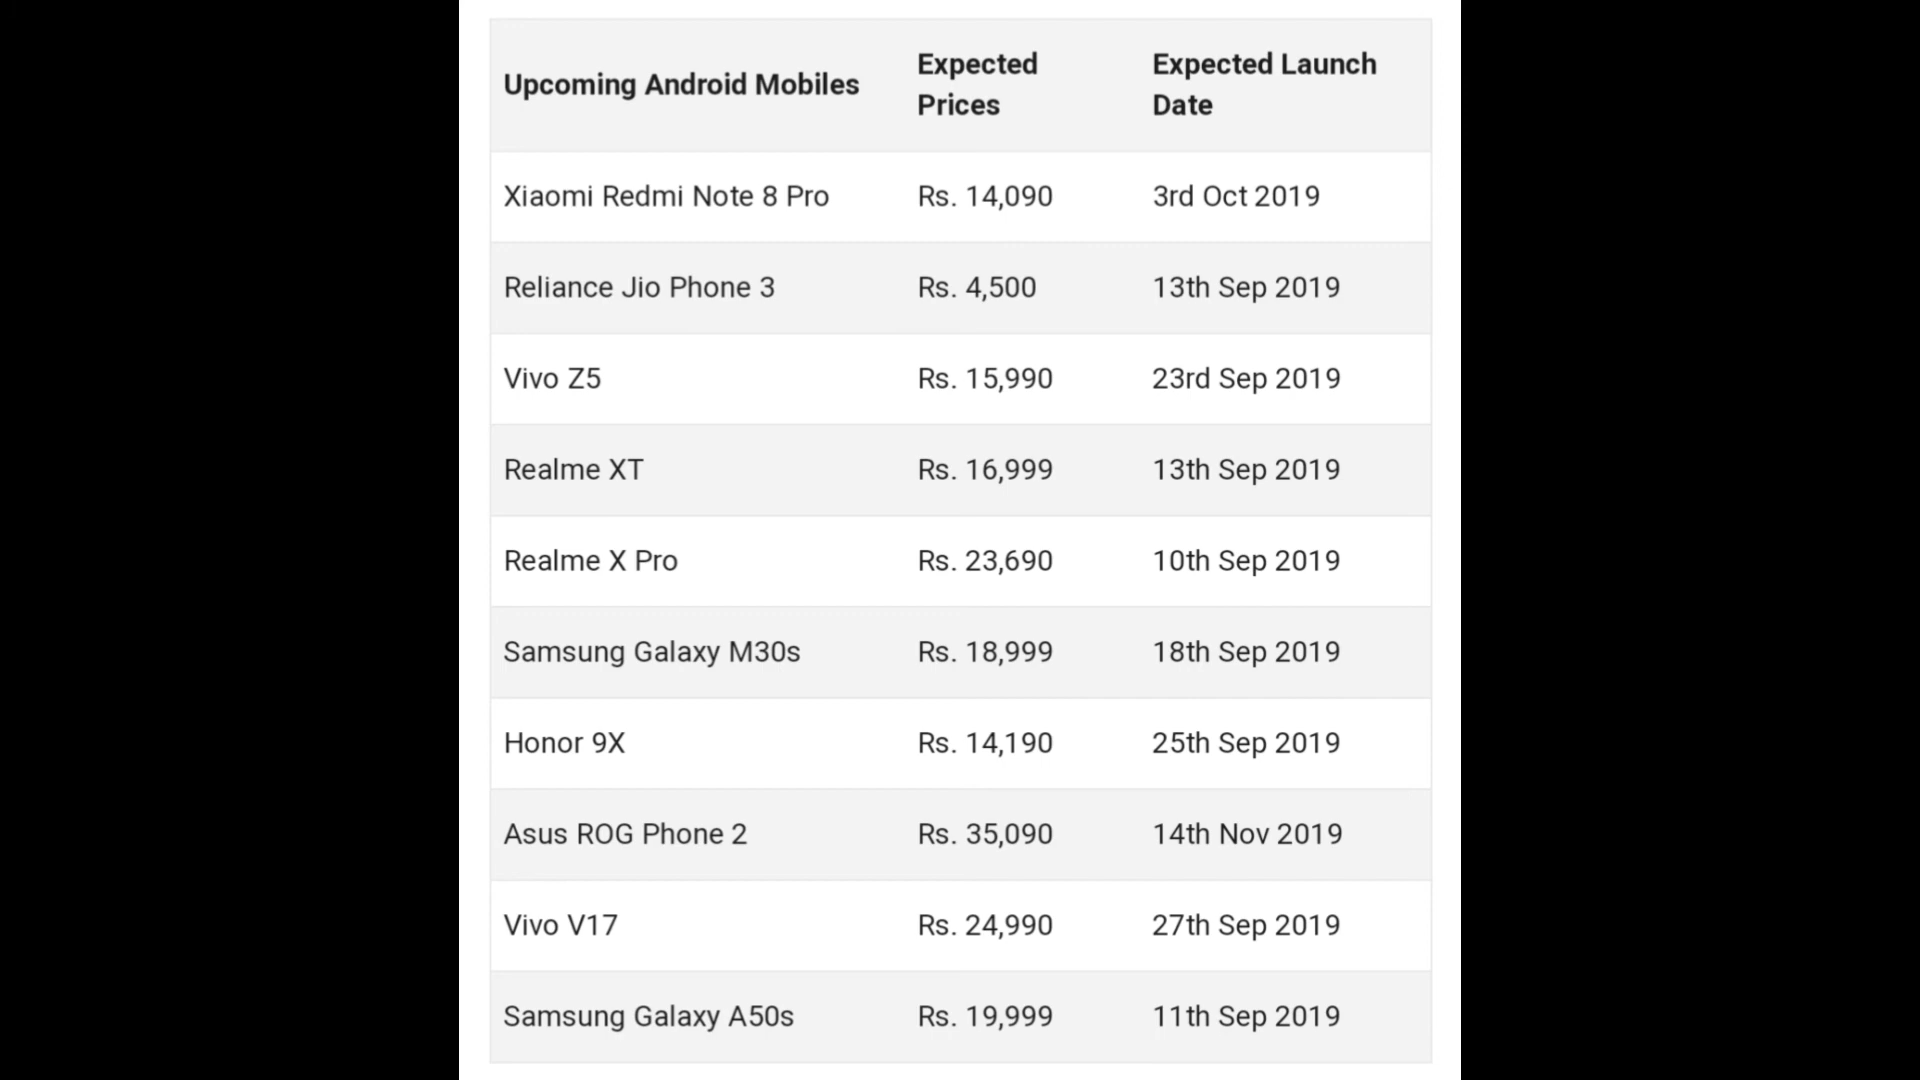 Upcoming Android Mobiles Expected Prices Expected Launch Date
Xiaomi Redmi Note 8 Pro Rs. 14,090 3rd Oct 2019
Reliance Jio Phone 3 Rs. 4,500 13th Sep 2019
Vivo Z5 Rs. 15,990 23rd Sep 2019
Realme XT Rs. 16,999 13th Sep 2019
Realme X Pro Rs. 23,690 10th Sep 2019
Samsung Galaxy M30s Rs. 18,999 18th Sep 2019
Honor 9X Rs. 14,190 25th Sep 2019
Asus ROG Phone 2 Rs. 35,090 14th Nov 2019
Vivo V17 Rs. 24,990 27th Sep 2019
Samsung Galaxy A50s Rs. 19,999 11th Sep 2019